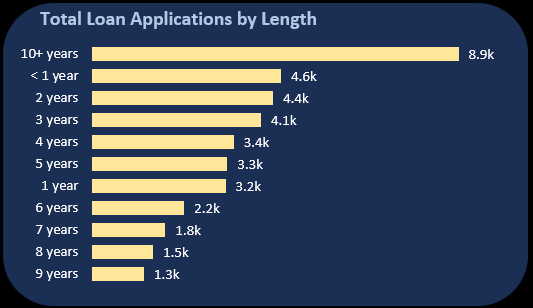 Total Loan Applications by Length
10+ years 8.9k
< 1 year 4.6k
2 years 4.4k
3 years 4.1k
4 years 3.4k
5 years 3.3k
1 year 3.2k
6 years 2.2k
7 years 1.8k
8 years 1.5k
9 years 1.3k